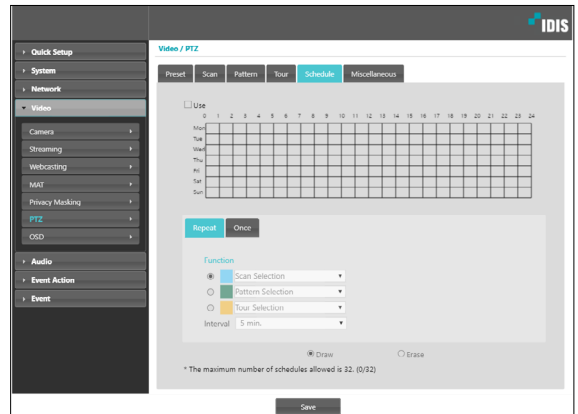 IDIS
Quick Setup
System
Network
Video
Camera
Streaming
Webcasting
MAT
Privacy Masking
PTZ
OSD
Audio
Event Action
Event
Video / PTZ
Preset Scan Pattern Tour Schedule Miscellaneous
Use
0 1 2 3 4 5 6 7 8 9 10 11 12 13 14 15 16 17 18 19 20 21 22 23 24
Mon
Tue
Wed
Thu
Fri
Sat
Sun
Repeat Once
Function
Scan Selection
Pattern Selection
Tour Selection
Interval 5 min.
Draw Erase
* The maximum number of schedules allowed is 32. (0/32)
Save